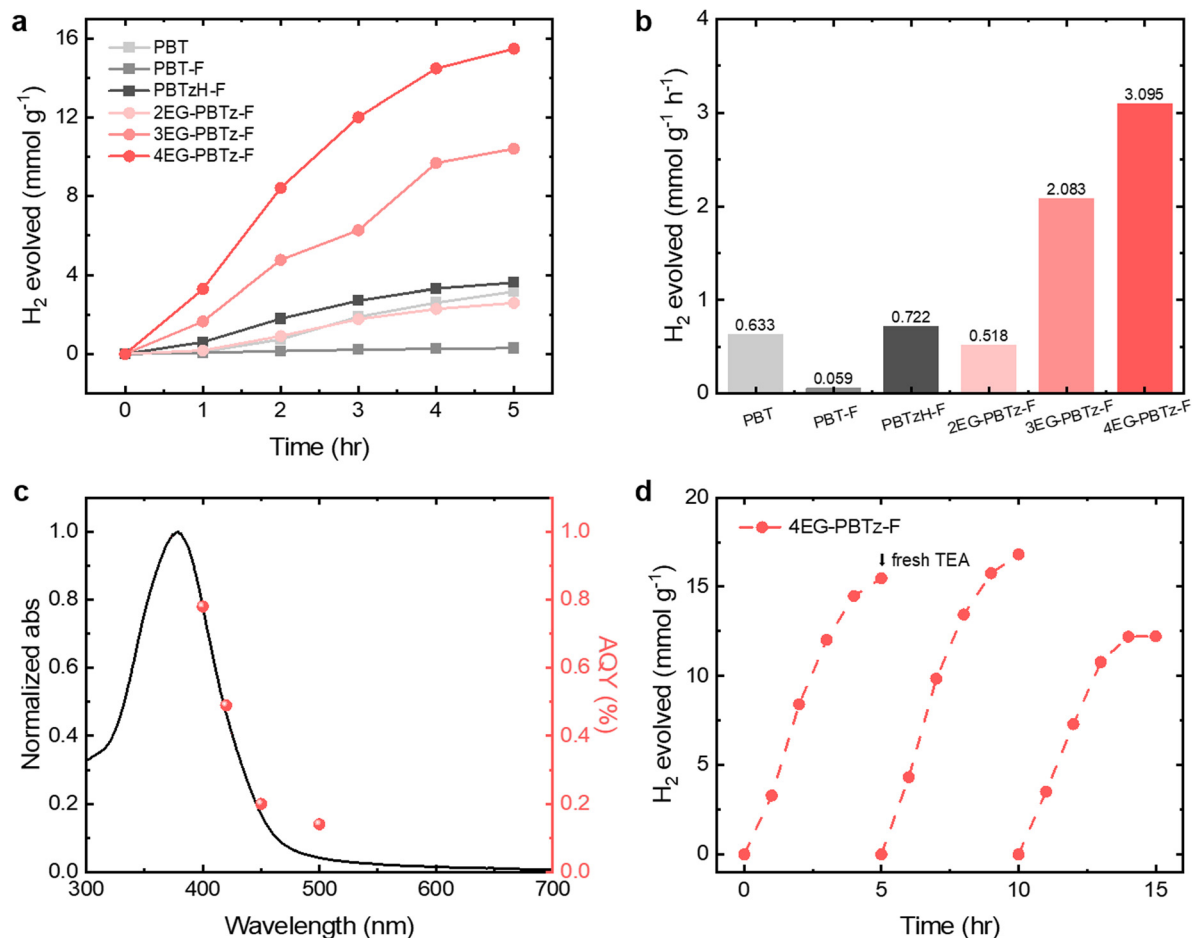 a
H2 evolved (mmol g-1)
16
12
8
4
0
PBT
PBT-F
PBTzH-F
2EG-PBTz-F
3EG-PBTz-F
4EG-PBTz-F
0 1 2 3 4 5
Time (hr)
b
H2 evolved (mmol g-1 h-1)
4
3
2
1
0
0.633
0.059
0.722
0.518
2.083
3.095
PBT PBT-F PBTzH-F 2EG-PBTz-F 3EG-PBTz-F 4EG-PBTz-F
c
Normalized abs
1.0
0.8
0.6
0.4
0.2
0.0
1.0
0.8
0.6
0.4
0.2
0.0
AQY (%)
300 400 500 600 700
Wavelength (nm)
d
H2 evolved (mmol g-1)
20
15
10
5
0
4EG-PBTz-F
fresh TEA
0 5 10 15
Time (hr)